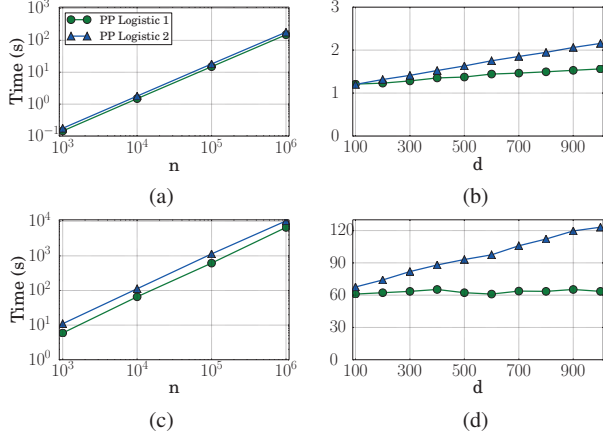 PP Logistic 1
PP Logistic 2
Time (s)
10³
10²
10¹
10⁰
10⁻¹
10³ 10⁴ 10⁵ 10⁶
n
(a)
3
2
1
0
100 300 500 700 900
d
(b)
Time (s)
10⁴
10³
10²
10¹
10⁰
10³ 10⁴ 10⁵ 10⁶
n
(c)
120
90
60
30
0
100 300 500 700 900
d
(d)